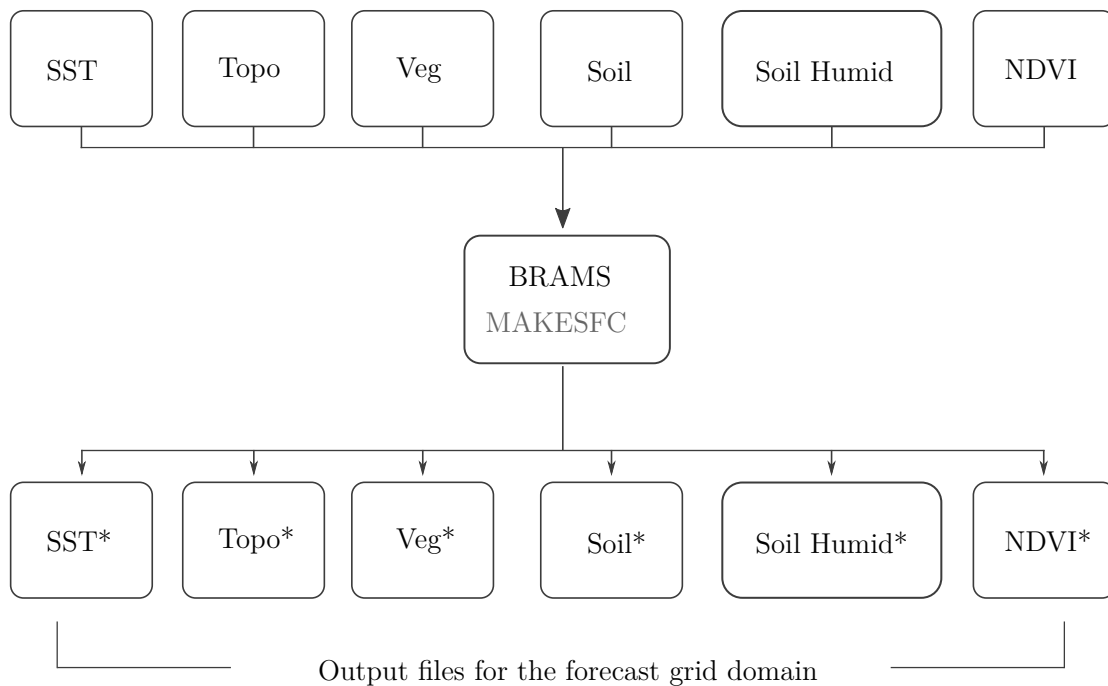 SST
Topo
Veg
Soil
Soil Humid
NDVI
BRAMS
MAKESFC
SST*
Topo*
Veg*
Soil*
Soil Humid*
NDVI*
Output files for the forecast grid domain